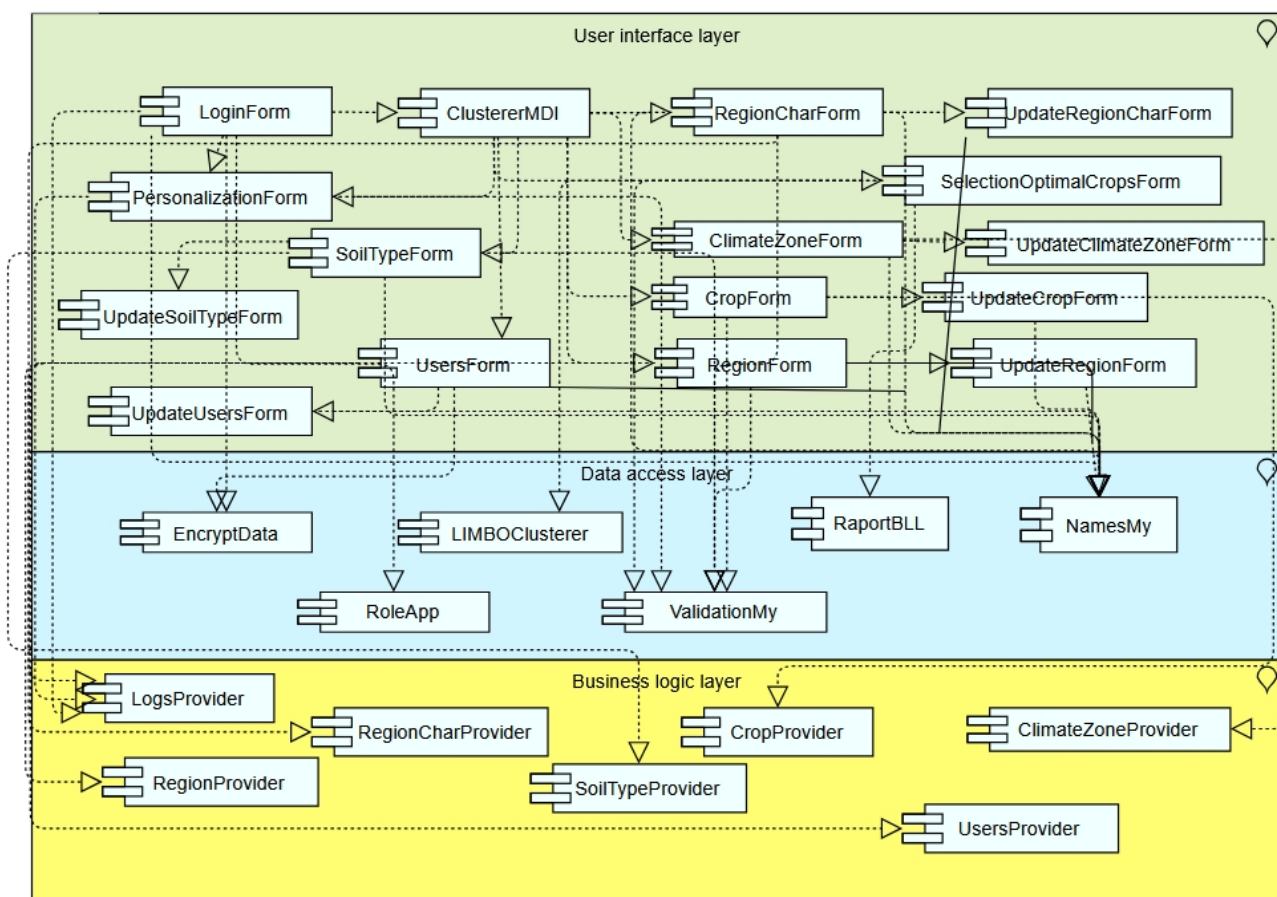 User interface layer
LoginForm
ClustererMDI
RegionCharForm
UpdateRegionCharForm
PersonalizationForm
SelectionOptimalCropsForm
SoilTypeForm
ClimateZoneForm
UpdateClimateZoneForm
UpdateSoilTypeForm
CropForm
UpdateCropForm
UsersForm
RegionForm
UpdateRegionForm
UpdateUsersForm
Data access layer
EncryptData
LIMBOClusterer
RaportBLL
NamesMy
RoleApp
ValidationMy
Business logic layer
LogsProvider
RegionCharProvider
CropProvider
ClimateZoneProvider
RegionProvider
SoilTypeProvider
UsersProvider